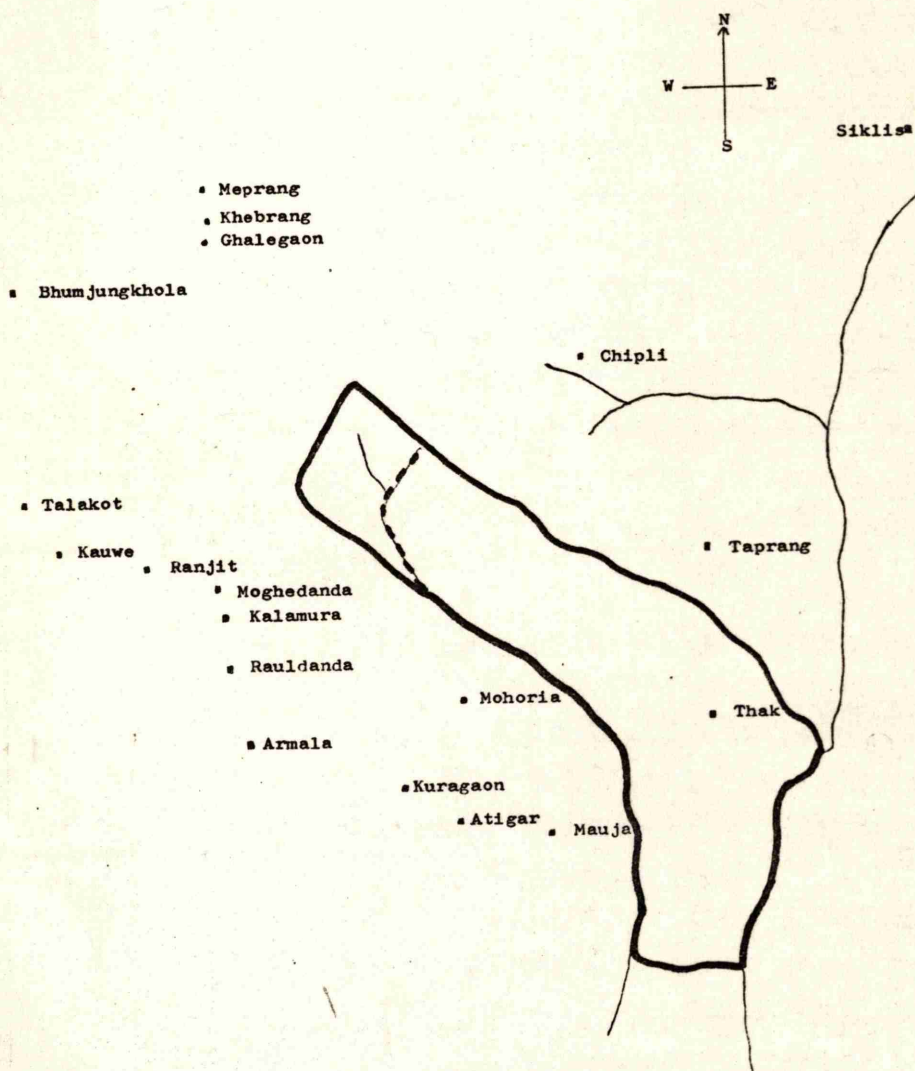 N
W E
S
Siklis
Meprang
Khebrang
Ghalegaon
Bhumjungkhola
Chipli
Talakot
Kauwe
Ranjit
Taprang
Moghedanda
Kalamura
Rauldanda
Mohoria
Thak
Armala
Kuragaon
Atigar
Mauja